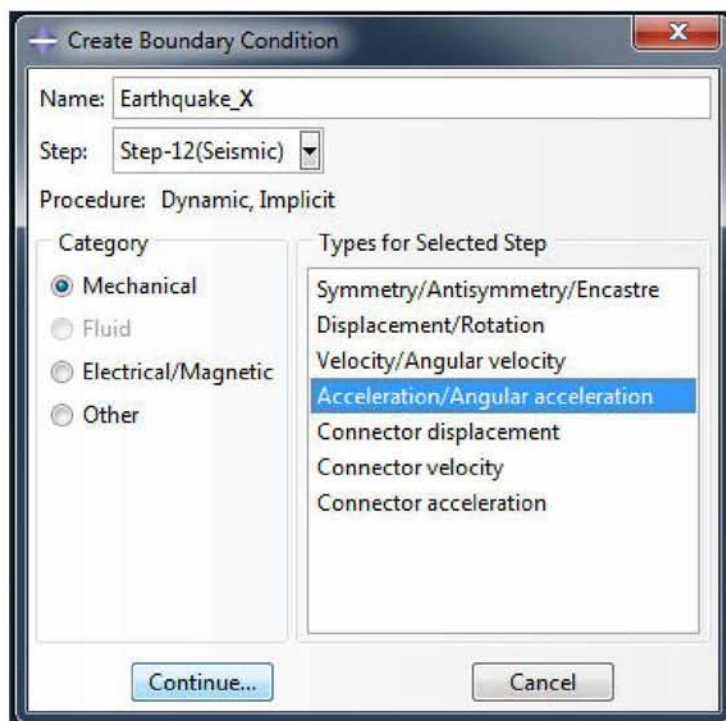 Create Boundary Condition
Name: Earthquake_X
Step: Step-12(Seismic)
Procedure: Dynamic, Implicit
Category
Mechanical
Fluid
Electrical/Magnetic
Other
Types for Selected Step
Symmetry/Antisymmetry/Encastre
Displacement/Rotation
Velocity/Angular velocity
Acceleration/Angular acceleration
Connector displacement
Connector velocity
Connector acceleration
Continue... Cancel